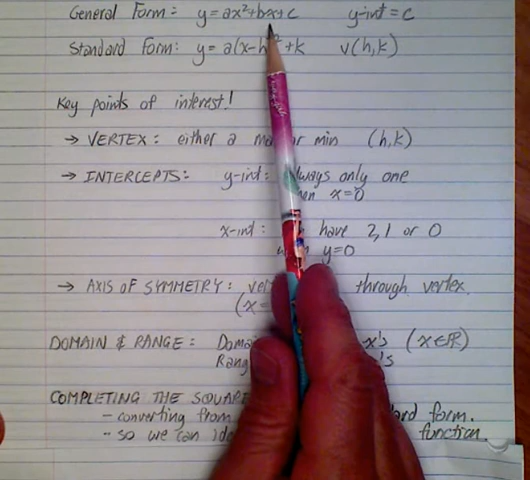 General Form: y = ax²+bx+c y-int = c
Standard Form: y = a(x-h ² +k v(h,k)
Key points of interest!
→ VERTEX: either a ma or min (h,k)
→ INTERCEPTS: y-int: Always only one
x=0
x-int: have 2, 1 or 0
y=0
→ AXIS OF SYMMETRY: through vertex.
(x=
DOMAIN & RANGE: x's (x∈ℝ)
COMPLETING THE SQUARE
- converting from form.
- so we can function.